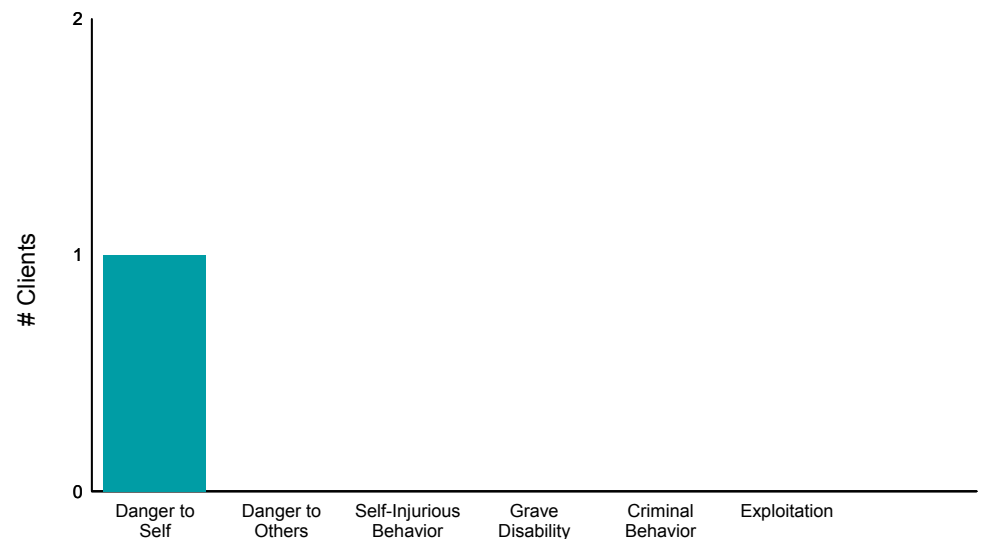 2
1
0
# Clients
Danger to
Self
Danger to
Others
Self-Injurious
Behavior
Grave
Disability
Criminal
Behavior
Exploitation